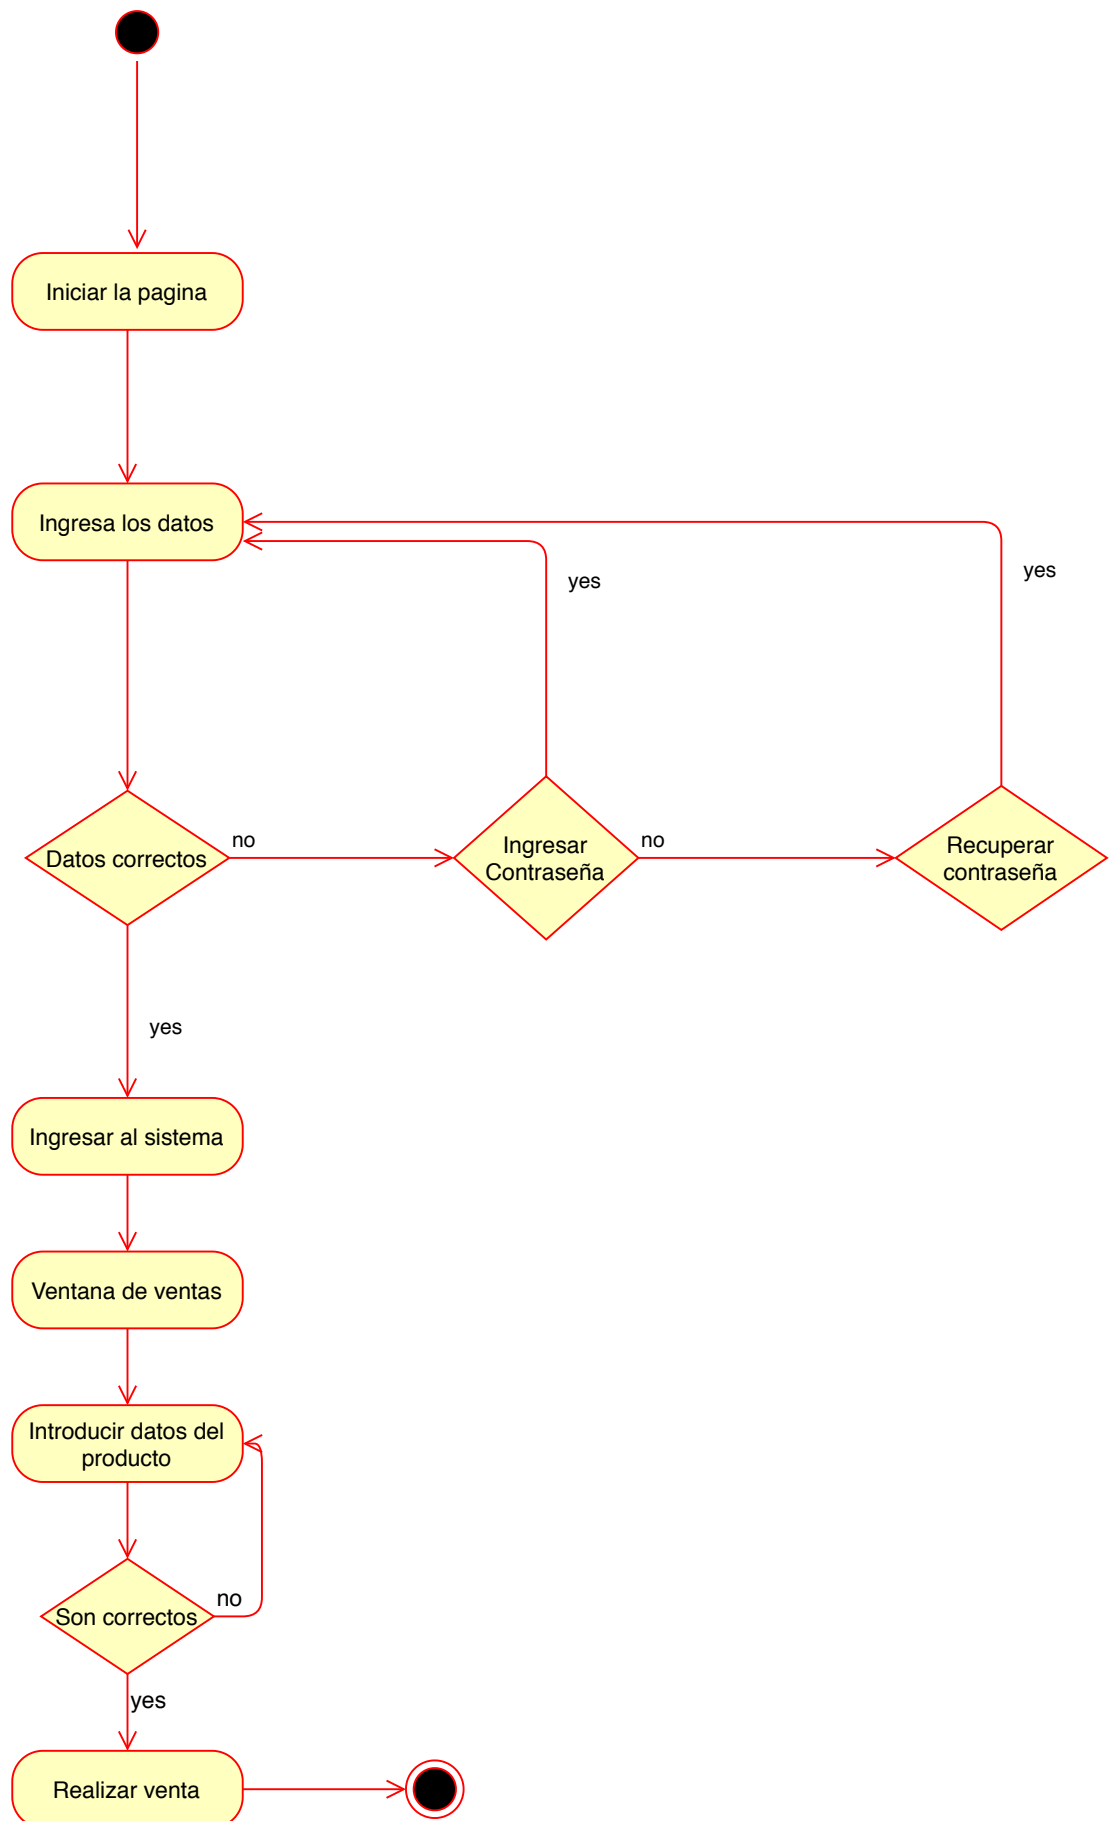 Iniciar la pagina
Ingresa los datos
yes
yes
Datos correctos
no
Ingresar
Contraseña
no
Recuperar
contraseña
yes
Ingresar al sistema
Ventana de ventas
Introducir datos del
producto
Son correctos
no
yes
Realizar venta